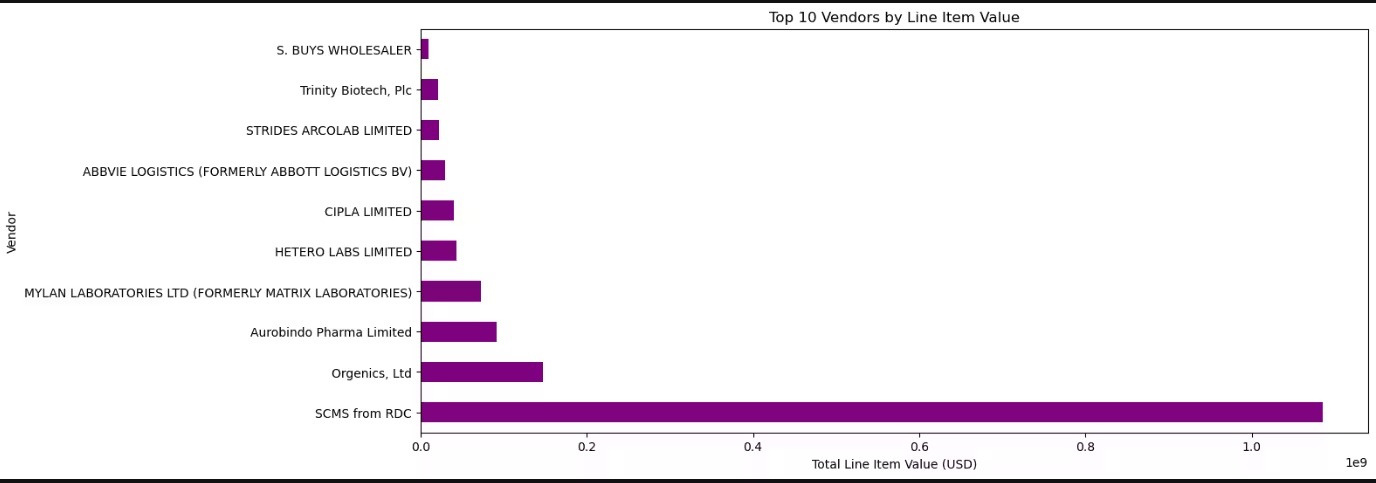 Top 10 Vendors by Line Item Value
Vendor
S. BUYS WHOLESALER
Trinity Biotech, Plc
STRIDES ARCOLAB LIMITED
ABBVIE LOGISTICS (FORMERLY ABBOTT LOGISTICS BV)
CIPLA LIMITED
HETERO LABS LIMITED
MYLAN LABORATORIES LTD (FORMERLY MATRIX LABORATORIES)
Aurobindo Pharma Limited
Orgenics, Ltd
SCMS from RDC
0.0 0.2 0.4 0.6 0.8 1.0
Total Line Item Value (USD)
1e9